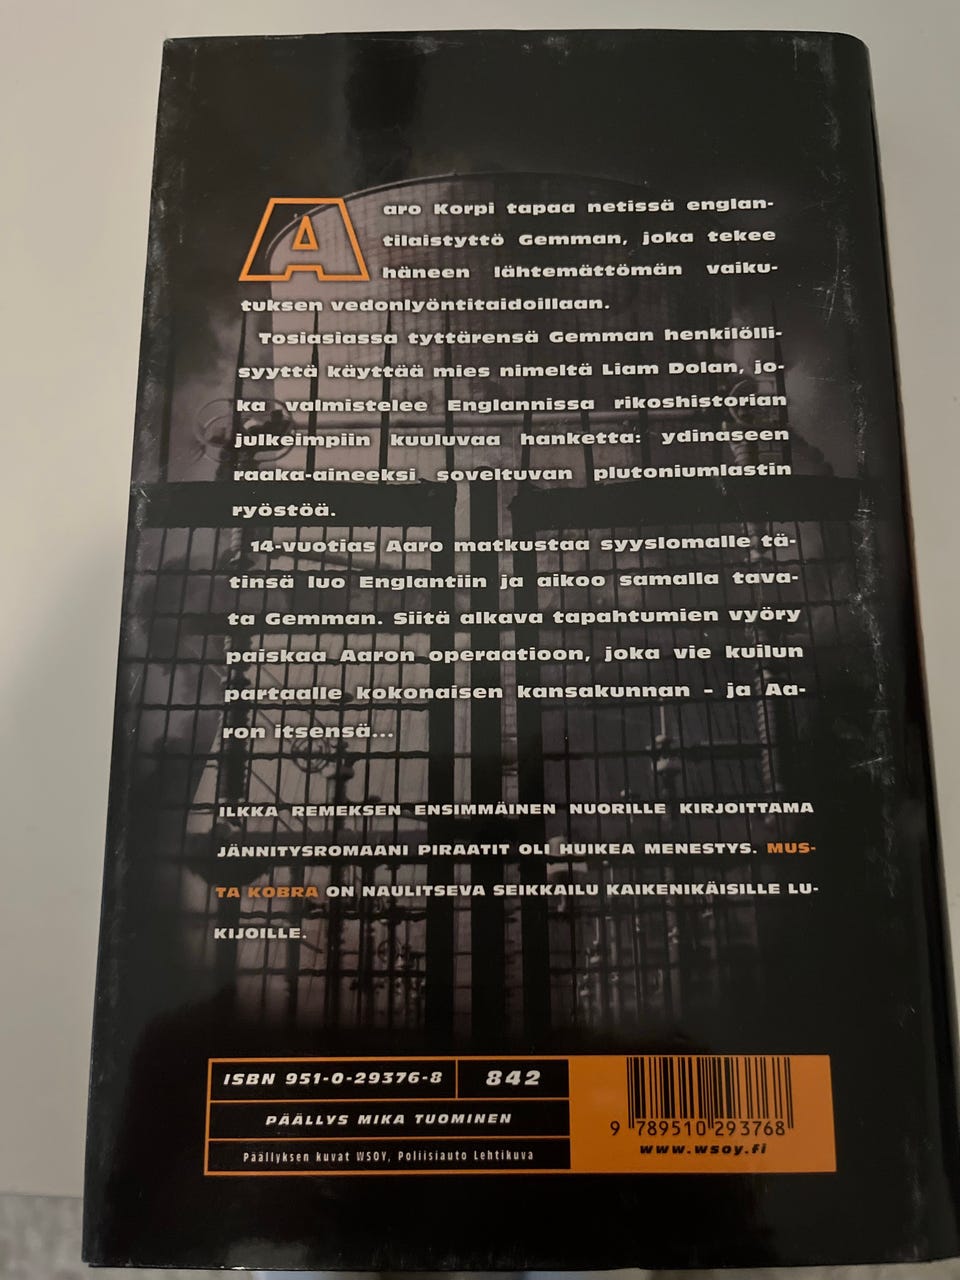 Aaro Korpi tapaa netissä englan-
tilaistyttö Gemman, joka tekee
häneen lähtemättömän vaiku-
tuksen vedonlyöntitaidoillaan.
Tosiasiassa tyttärensä Gemman henkilölli-
syyttä käyttää mies nimeltä Liam Dolan, jo-
ka valmistelee Englannissa rikoshistorian
julkeimpiin kuuluvaa hanketta: ydinaseen
raaka-aineeksi soveltuvan plutoniumlastin
ryöstöä.
14-vuotias Aaro matkustaa syyslomalle tä-
tinsä luo Englantiin ja aikoo samalla tava-
ta Gemman. Siitä alkava tapahtumien vyöry
paiskaa Aaron operaatioon, joka vie kuilun
partaalle kokonaisen kansakunnan – ja Aa-
ron itsensä...
ILKKA REMEKSEN ENSIMMÄINEN NUORILLE KIRJOITTAMA
JÄNNITYSROMAANI PIRAATIT OLI HUIKEA MENESTYS. MUS-
TA KOBRA ON NAULITSEVA SEIKKAILU KAIKENIKÄISILLE LU-
KIJOILLE.
ISBN 951-0-29376-8 842
PÄÄLLYS MIKA TUOMINEN
Päällyksen kuvat WSOY, Poliisiauto Lehtikuva
9 789510 293768
www.wsoy.fi